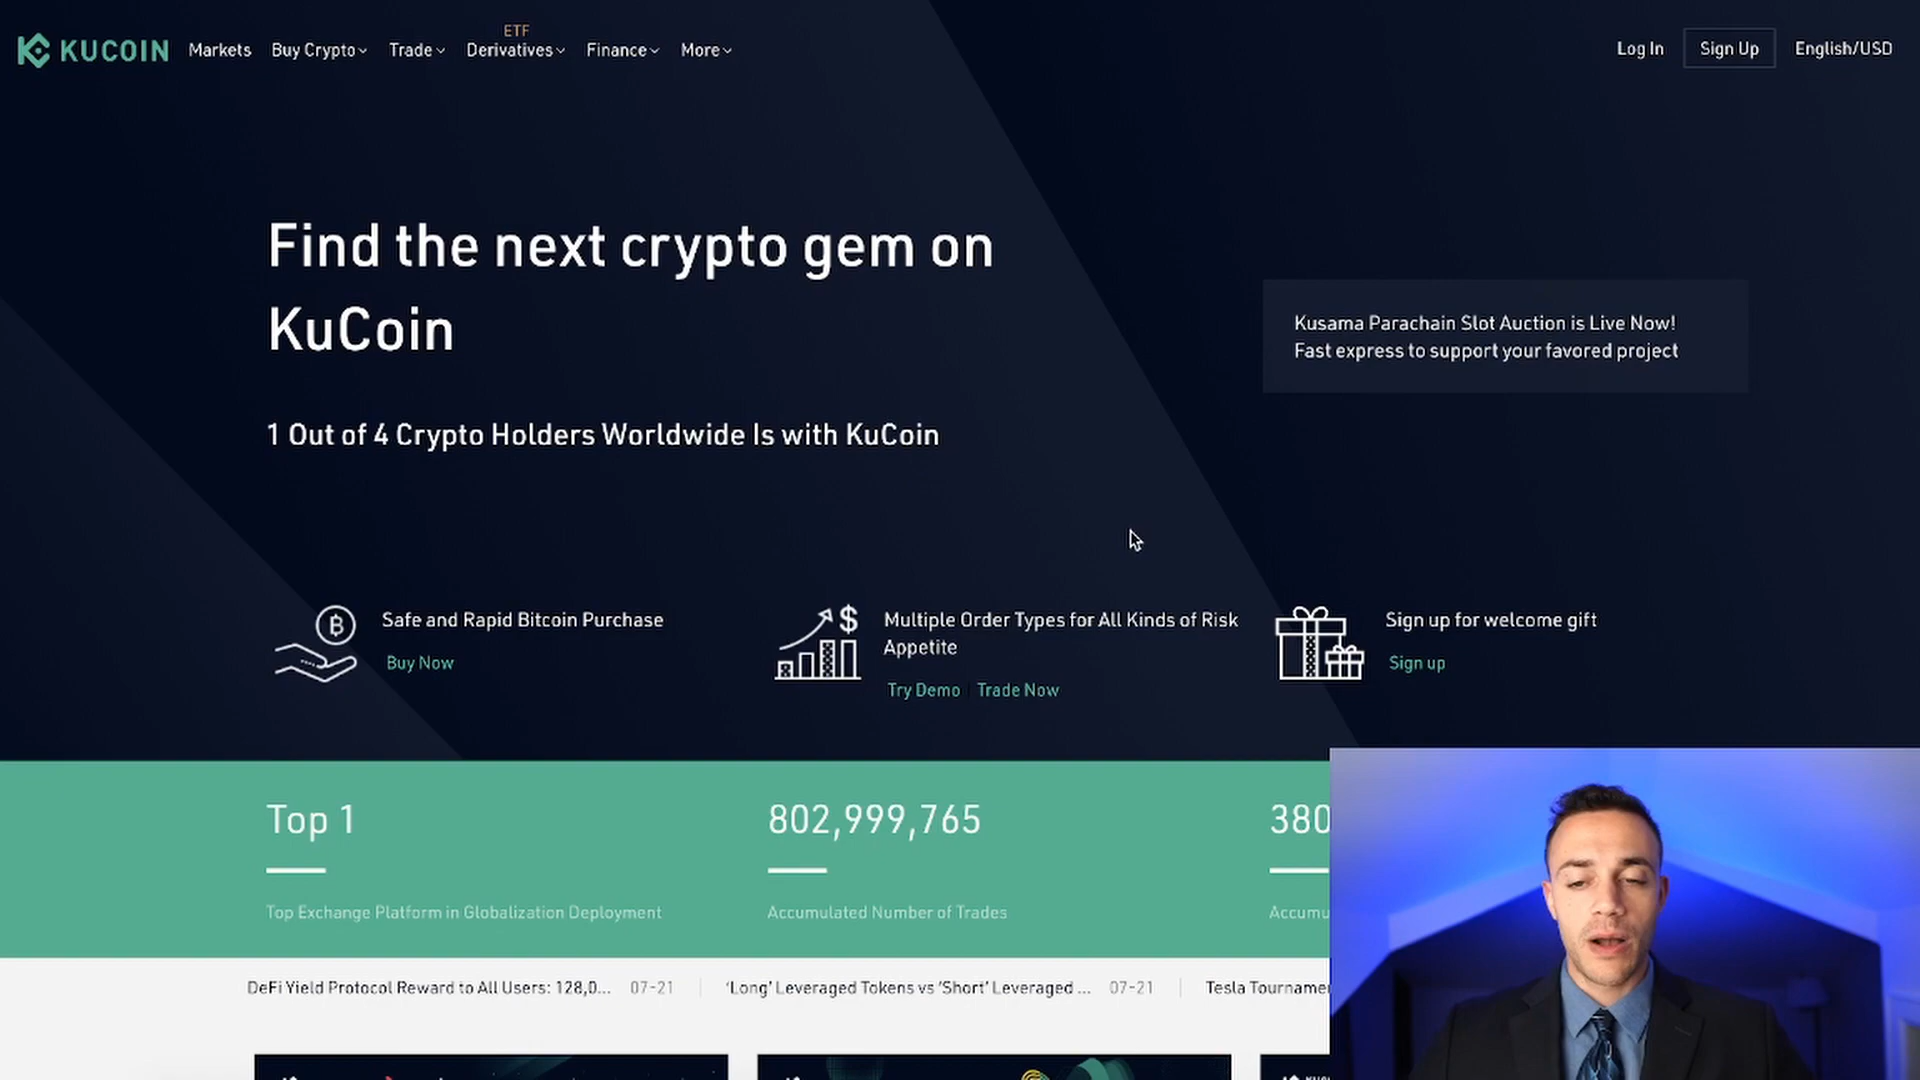 KUCOIN Markets Buy Crypto Trade ETF Derivatives Finance More Log In Sign Up English/USD
Find the next crypto gem on
KuCoin
Kusama Parachain Slot Auction is Live Now!
Fast express to support your favored project
1 Out of 4 Crypto Holders Worldwide Is with KuCoin
Safe and Rapid Bitcoin Purchase
Buy Now
Multiple Order Types for All Kinds of Risk
Appetite
Try Demo Trade Now
Sign up for welcome gift
Sign up
Top 1
Top Exchange Platform in Globalization Deployment
802,999,765
Accumulated Number of Trades
380
Accumu
DeFi Yield Protocol Reward to All Users: 128,0... 07-21
'Long' Leveraged Tokens vs 'Short' Leveraged ... 07-21
Tesla Tourname